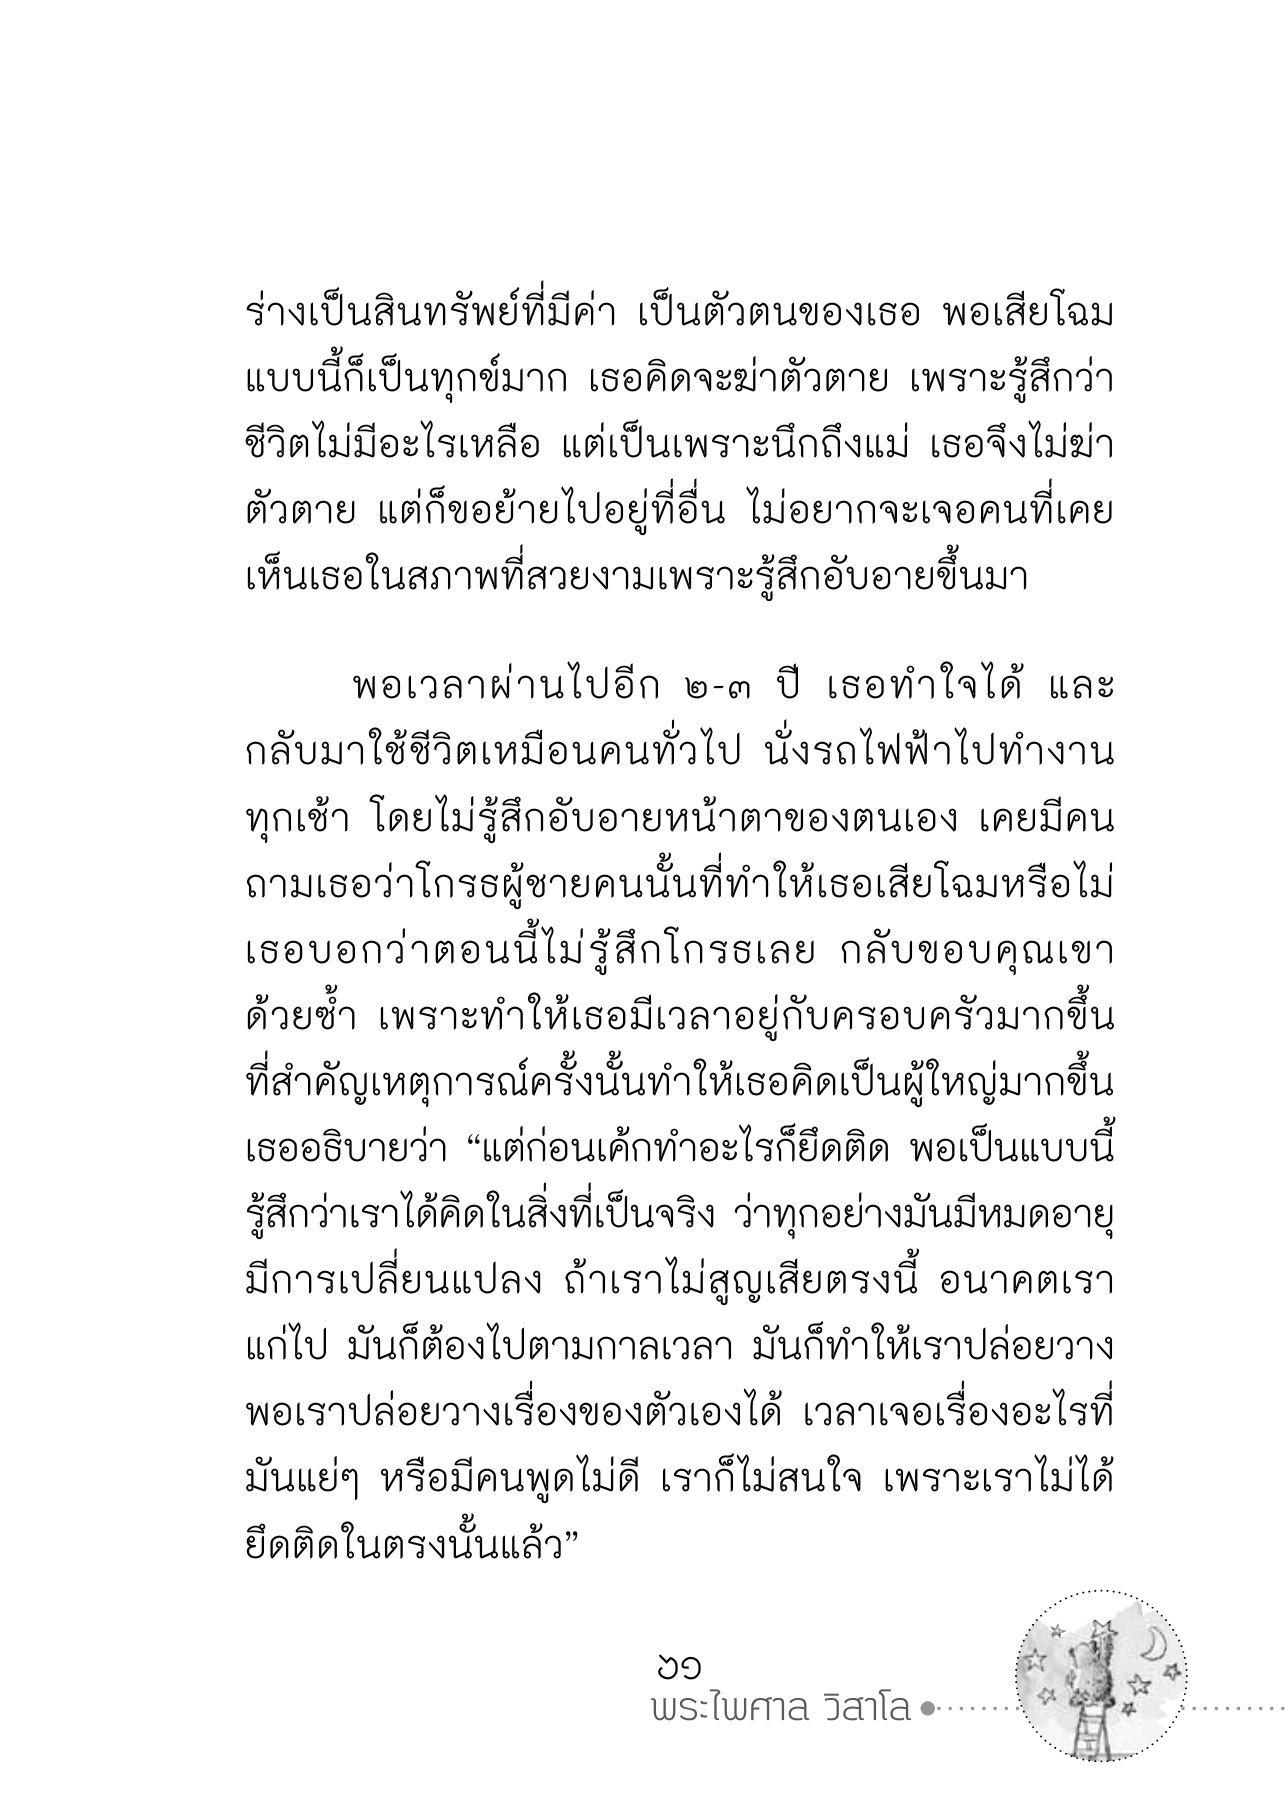 ร่างเป็นสินทรัพย์ที่มีค่า เป็นตัวตนของเธอ พอเสียโฉม
แบบนี้ก็เป็นทุกข์มาก เธอคิดจะฆ่าตัวตาย เพราะรู้สึกว่า
ชีวิตไม่มีอะไรเหลือ แต่เป็นเพราะนึกถึงแม่ เธอจึงไม่ฆ่า
ตัวตาย แต่ก็ขอย้ายไปอยู่ที่อื่น ไม่อยากจะเจอคนที่เคย
เห็นเธอในสภาพที่สวยงามเพราะรู้สึกอับอายขึ้นมา
พอเวลาผ่านไปอีก ๒-๓ ปี เธอทำใจได้ และ
กลับมาใช้ชีวิตเหมือนคนทั่วไป นั่งรถไฟฟ้าไปทำงาน
ทุกเช้า โดยไม่รู้สึกอับอายหน้าตาของตนเอง เคยมีคน
ถามเธอว่าโกรธผู้ชายคนนั้นที่ทำให้เธอเสียโฉมหรือไม่
เธอบอกว่าตอนนี้ไม่รู้สึกโกรธเลย กลับขอบคุณเขา
ด้วยซ้ำ เพราะทำให้เธอมีเวลาอยู่กับครอบครัวมากขึ้น
ที่สำคัญเหตุการณ์ครั้งนั้นทำให้เธอคิดเป็นผู้ใหญ่มากขึ้น
เธออธิบายว่า “แต่ก่อนเค้กทำอะไรก็ยึดติด พอเป็นแบบนี้
รู้สึกว่าเราได้คิดในสิ่งที่เป็นจริง ว่าทุกอย่างมันมีหมดอายุ
มีการเปลี่ยนแปลง ถ้าเราไม่สูญเสียตรงนี้ อนาคตเรา
แก่ไป มันก็ต้องไปตามกาลเวลา มันก็ทำให้เราปล่อยวาง
พอเราปล่อยวางเรื่องของตัวเองได้ เวลาเจอเรื่องอะไรที่
มันแย่ๆ หรือมีคนพูดไม่ดี เราก็ไม่สนใจ เพราะเราไม่ได้
ยึดติดในตรงนั้นแล้ว”
๖๑
พระไพศาล วิสาโล